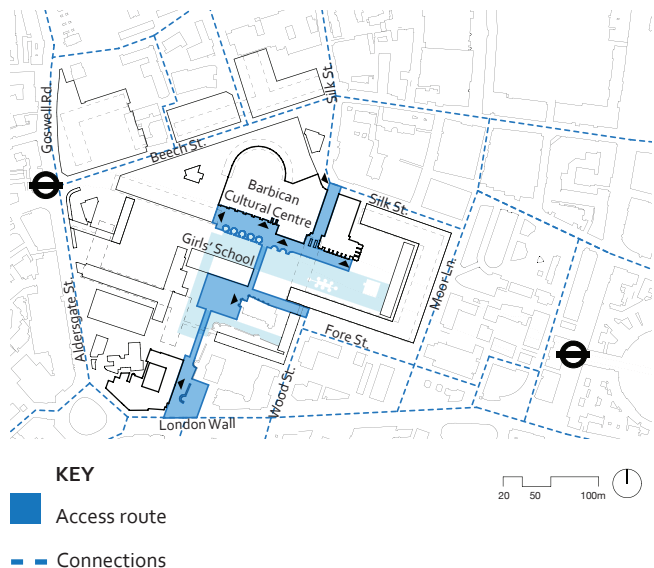 Silk St.
Goswell Rd.
Beech St.
Barbican
Cultural Centre
Silk St.
Girls' School
Moor Ln.
Aldersgate St.
Fore St.
Wood St.
London Wall
KEY
Access route
Connections
20 50 100m